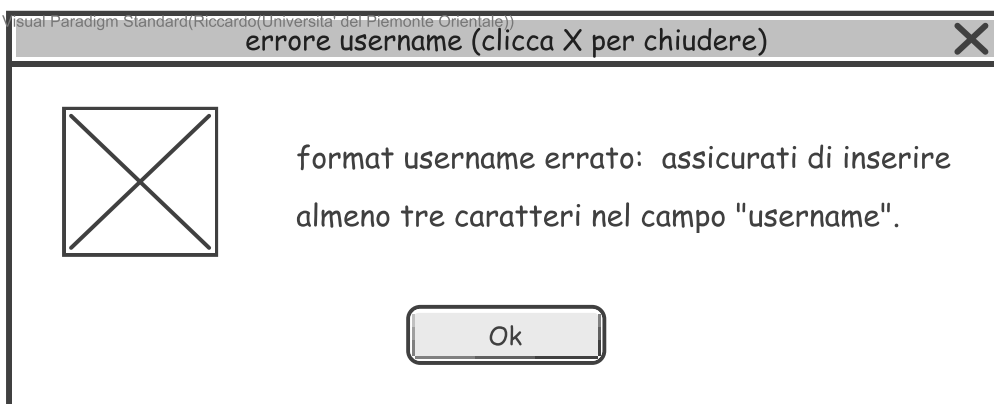 Visual Paradigm Standard(Riccardo(Universita' del Piemonte Orientale))
errore username (clicca X per chiudere)
format username errato: assicurati di inserire
almeno tre caratteri nel campo "username".
Ok